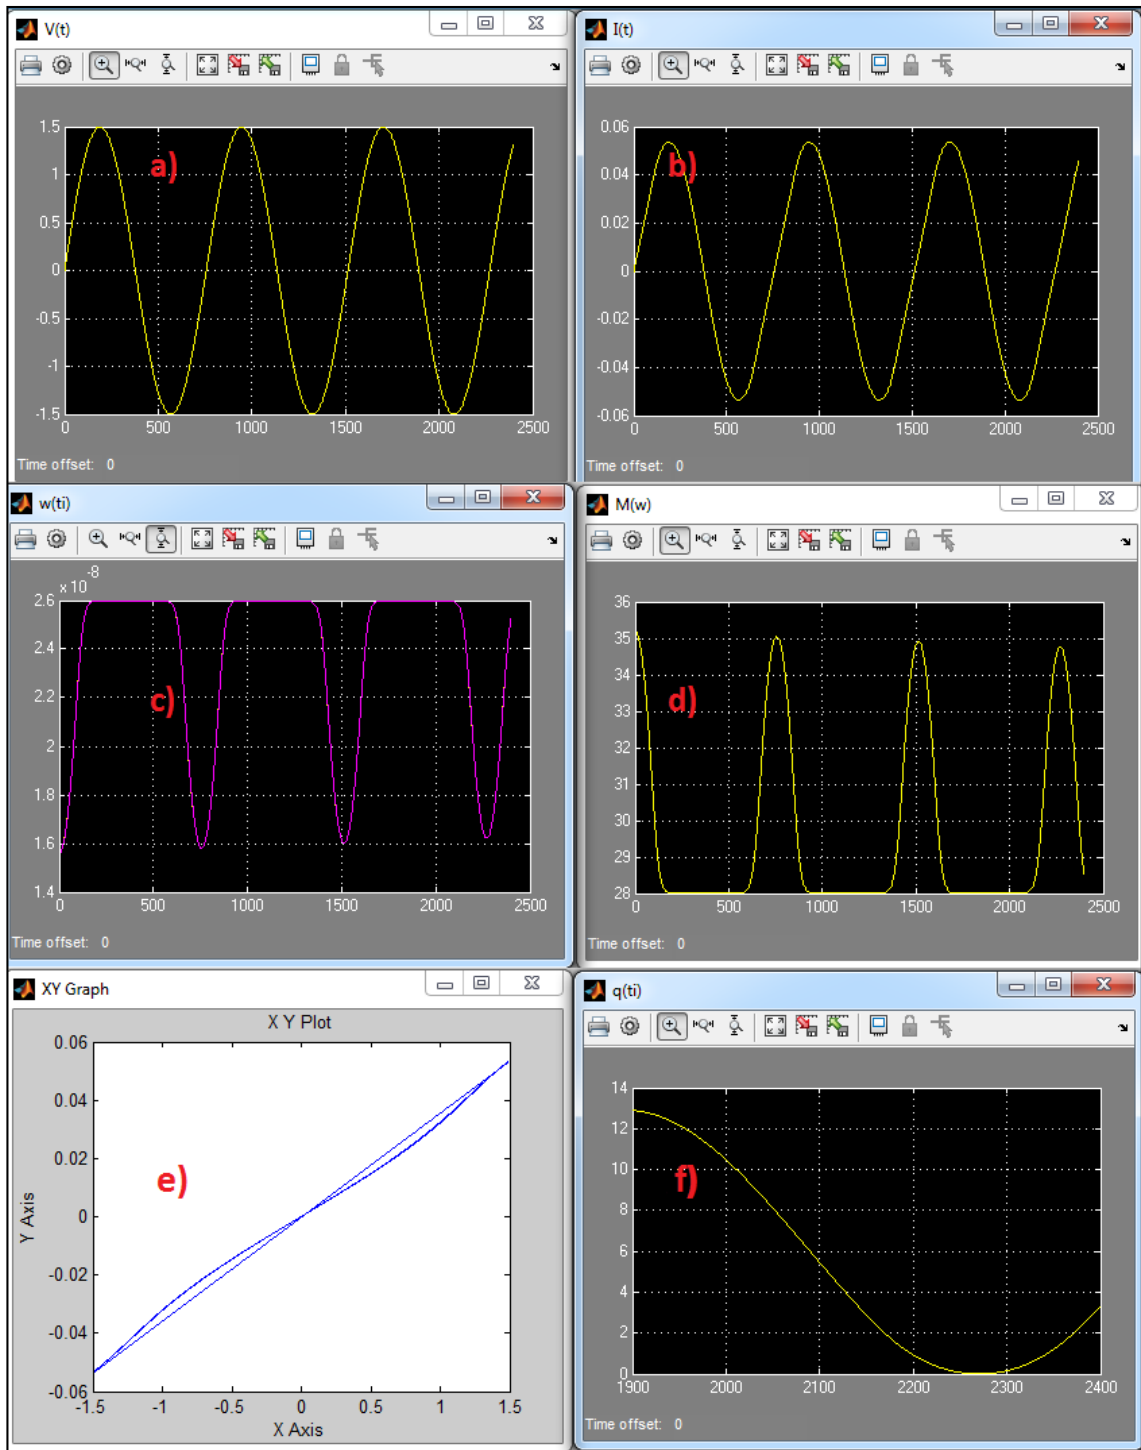 V(t)
1.5
1
0.5
0
-0.5
-1
-1.5
0 500 1000 1500 2000 2500
Time offset: 0
a)
I(t)
0.06
0.04
0.02
0
-0.02
-0.04
-0.06
0 500 1000 1500 2000 2500
Time offset: 0
b)
w(ti)
x 10^-8
2.6
2.4
2.2
2
1.8
1.6
1.4
0 500 1000 1500 2000 2500
Time offset: 0
c)
M(w)
36
35
34
33
32
31
30
29
28
0 500 1000 1500 2000 2500
Time offset: 0
d)
XY Graph
X Y Plot
0.06
0.04
0.02
0
-0.02
-0.04
-0.06
-1.5 -1 -0.5 0 0.5 1 1.5
X Axis
Y Axis
e)
q(ti)
14
12
10
8
6
4
2
0
1900 2000 2100 2200 2300 2400
Time offset: 0
f)